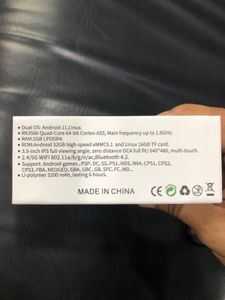 • Dual OS: Android 11, Linux.
• RK3566 Quad-Core 64-bit Cortex-A55, Main frequency up to 1.8GHz.
• RAM:2GB LPDDR4.
• ROM:Android 32GB high-speed eMMC5.1 and Linux 16GB TF card.
• 3.5-inch IPS full viewing angle, zero distance OCA full fit/ 640*480, multi-touch.
• 2.4/5G WIFI 802.11a/b/g/n/ac,Bluetooth 4.2.
• Support: Android games , PSP, DC, SS, PS1, NDS, N64, CPS1, CPS2,
CPS3, FBA, NEOGEO, GBA, GBC, GB, SFC, FC, MD...
• Li-polymer 3200 mAh, lasting 6 hours.
MADE IN CHINA